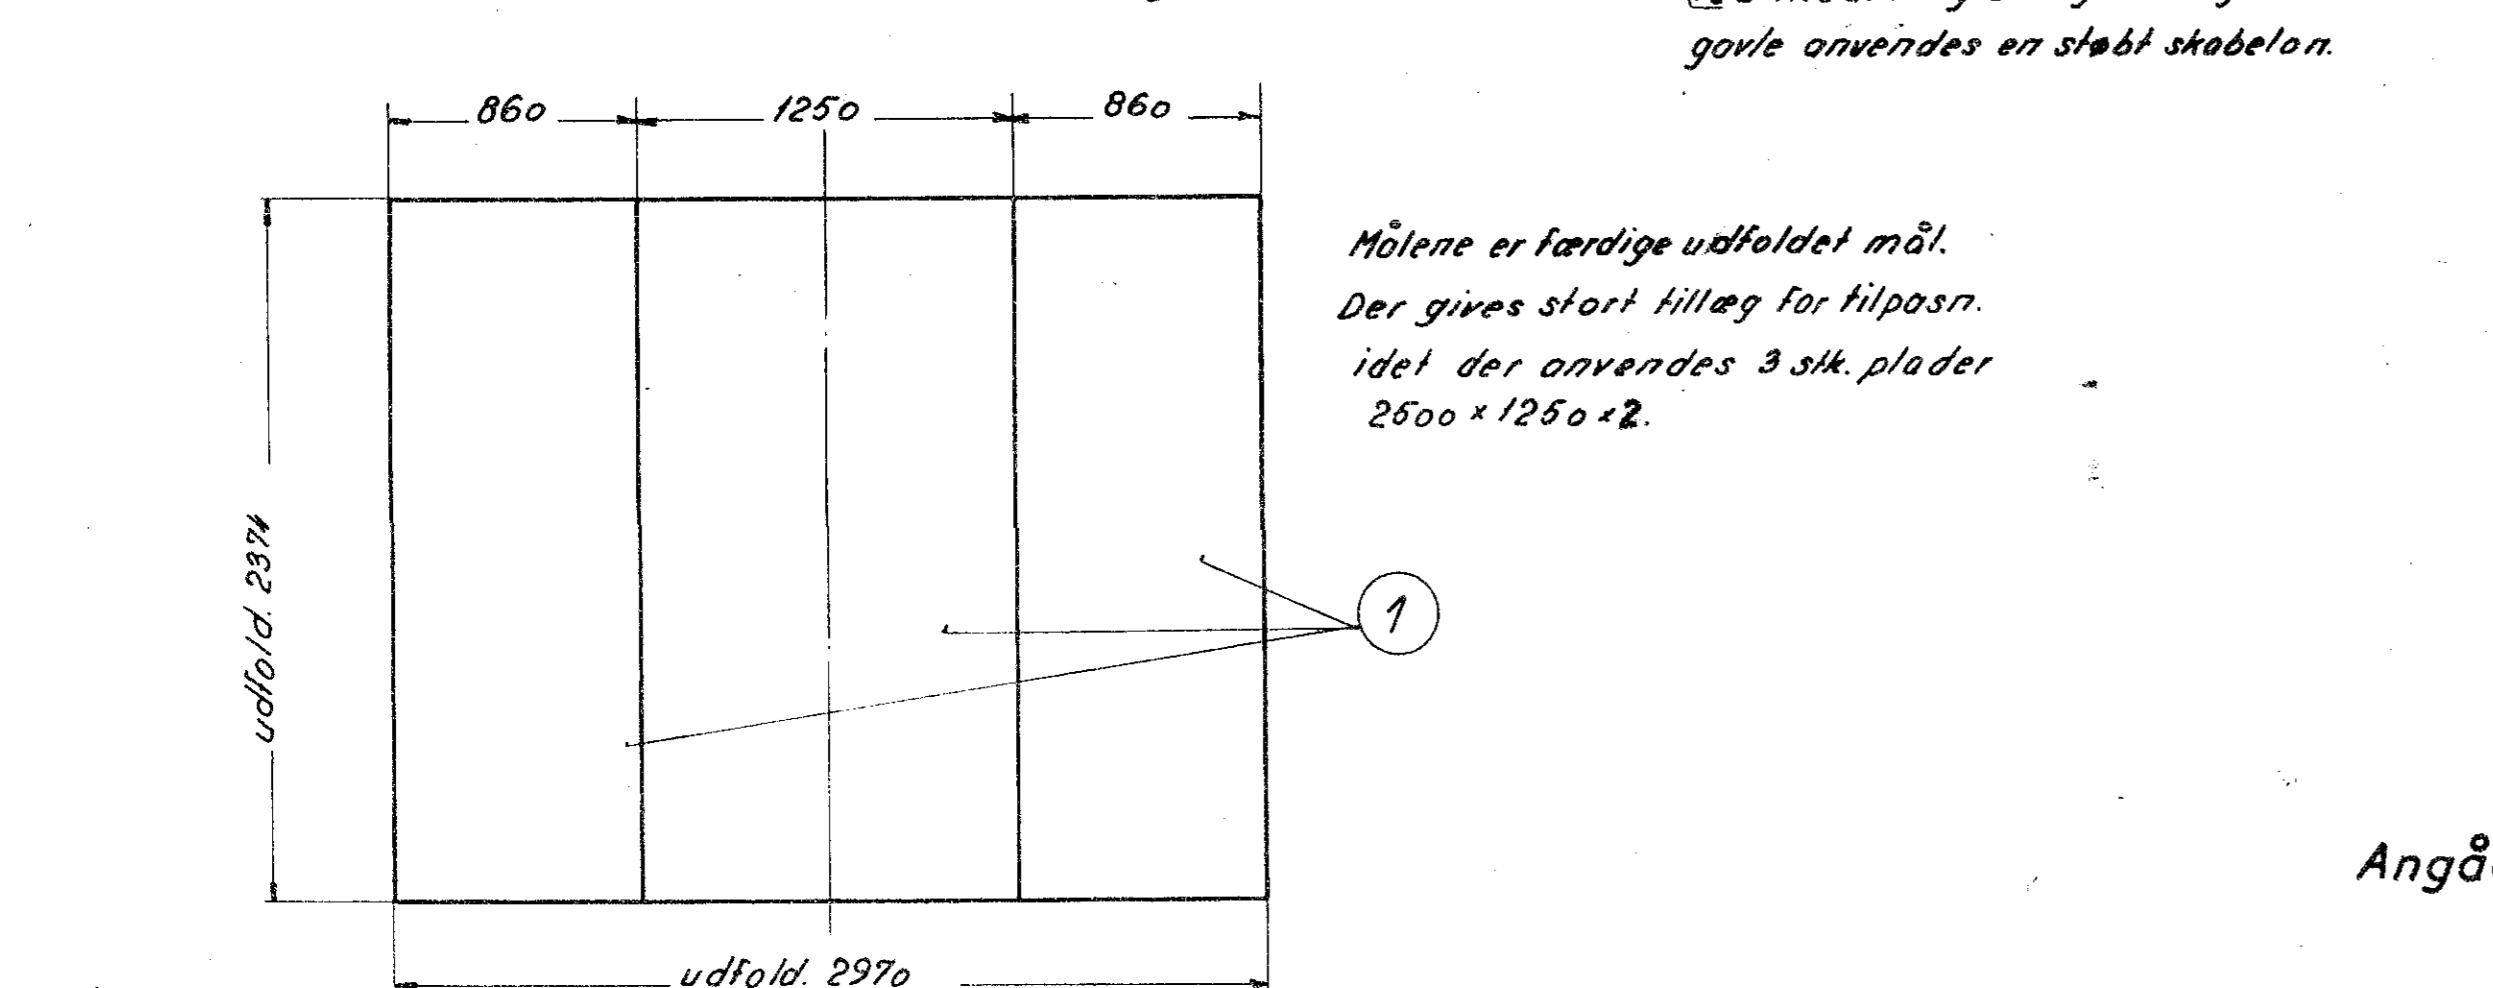 gavle anvendes en støbt skabelon.
860 1250 860
Målene er færdige udfoldet mål.
Der gives stort tillæg for tilpasn.
idet der anvendes 3 stk. plader
2500 x 1250 x 2.
udfold. 2374
1
Angå
udfold. 2970